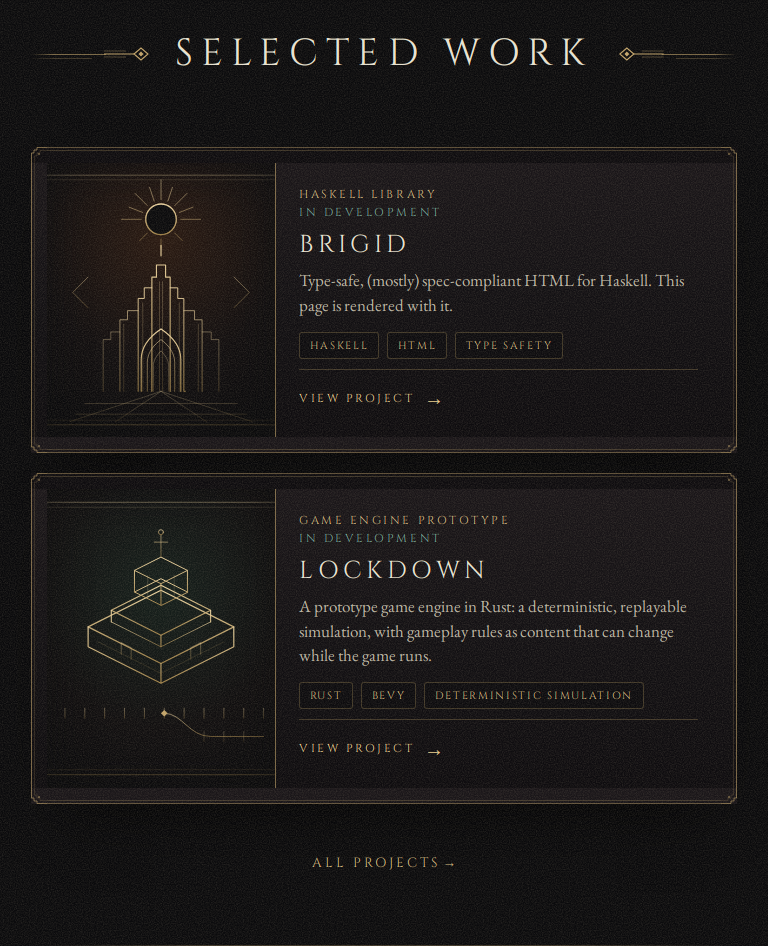 SELECTED WORK
HASKELL LIBRARY
IN DEVELOPMENT
BRIGID
Type-safe, (mostly) spec-compliant HTML for Haskell. This
page is rendered with it.
HASKELL HTML TYPE SAFETY
VIEW PROJECT →
GAME ENGINE PROTOTYPE
IN DEVELOPMENT
LOCKDOWN
A prototype game engine in Rust: a deterministic, replayable
simulation, with gameplay rules as content that can change
while the game runs.
RUST BEVY DETERMINISTIC SIMULATION
VIEW PROJECT →
ALL PROJECTS →